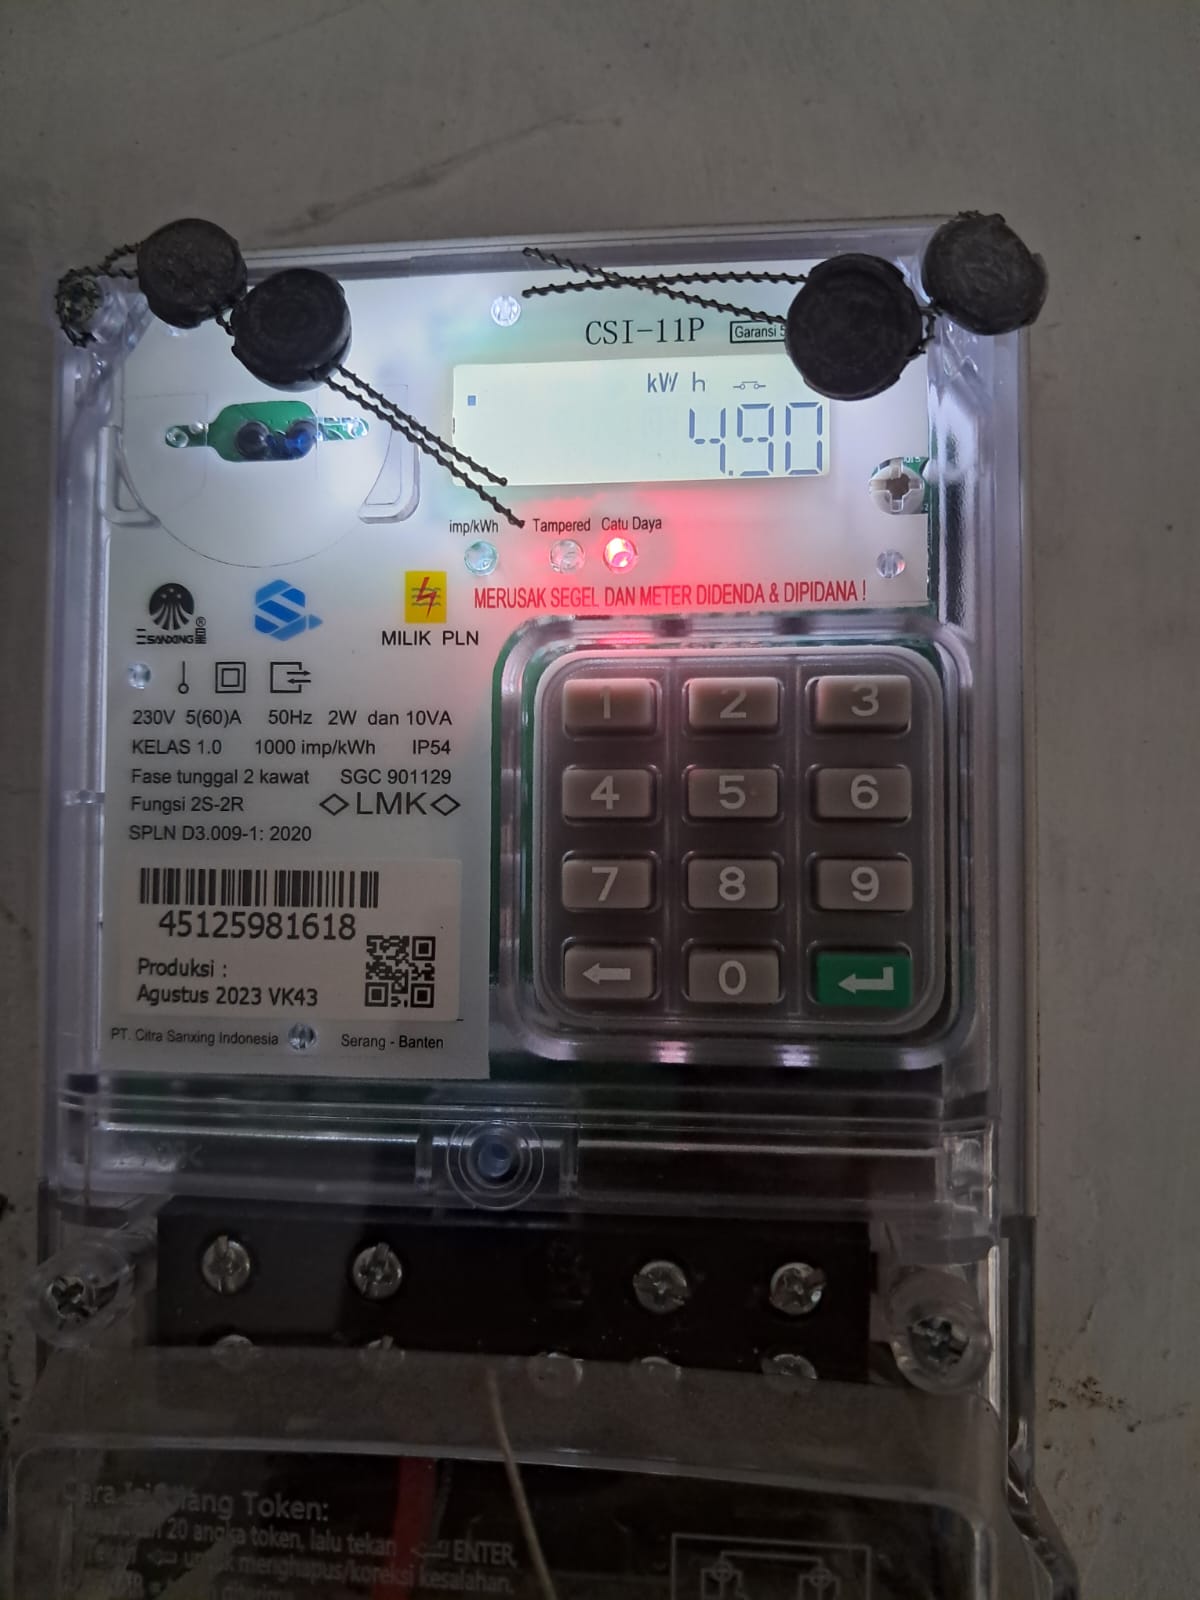 CSI-11P Garansi 5
kW h
4.90
imp/kWh Tampered Catu Daya
MERUSAK SEGEL DAN METER DIDENDA & DIPIDANA !
SANXING ®
MILIK PLN
1 2 3
230V 5(60)A 50Hz 2W dan 10VA
KELAS 1.0 1000 imp/kWh IP54
Fase tunggal 2 kawat SGC 901129
Fungsi 2S-2R LMK
SPLN D3.009-1: 2020
4 5 6
7 8 9
0
45125981618
Produksi :
Agustus 2023 VK43
PT. Citra Sanxing Indonesia Serang - Banten
Token:
20 angka token, lalu tekan ENTER,
untuk menghapus/koreksi kesalahan,